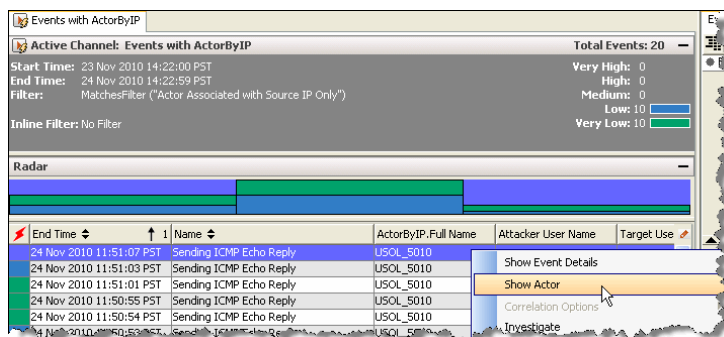 Events with ActorByIP
Active Channel: Events with ActorByIP Total Events: 20
Start Time: 23 Nov 2010 14:22:00 PST Very High: 0
End Time: 24 Nov 2010 14:22:59 PST High: 0
Filter: MatchesFilter ("Actor Associated with Source IP Only") Medium: 0
Low: 10
Inline Filter: No Filter Very Low: 10
Radar
End Time 1 Name ActorByIP.Full Name Attacker User Name Target Use
24 Nov 2010 11:51:07 PST Sending ICMP Echo Reply USOL_5010
24 Nov 2010 11:51:03 PST Sending ICMP Echo Reply USOL_5010
24 Nov 2010 11:51:01 PST Sending ICMP Echo Reply USOL_5010
24 Nov 2010 11:50:55 PST Sending ICMP Echo Reply USOL_5010
24 Nov 2010 11:50:54 PST Sending ICMP Echo Reply USOL_5010
Show Event Details
Show Actor
Correlation Options
Investigate